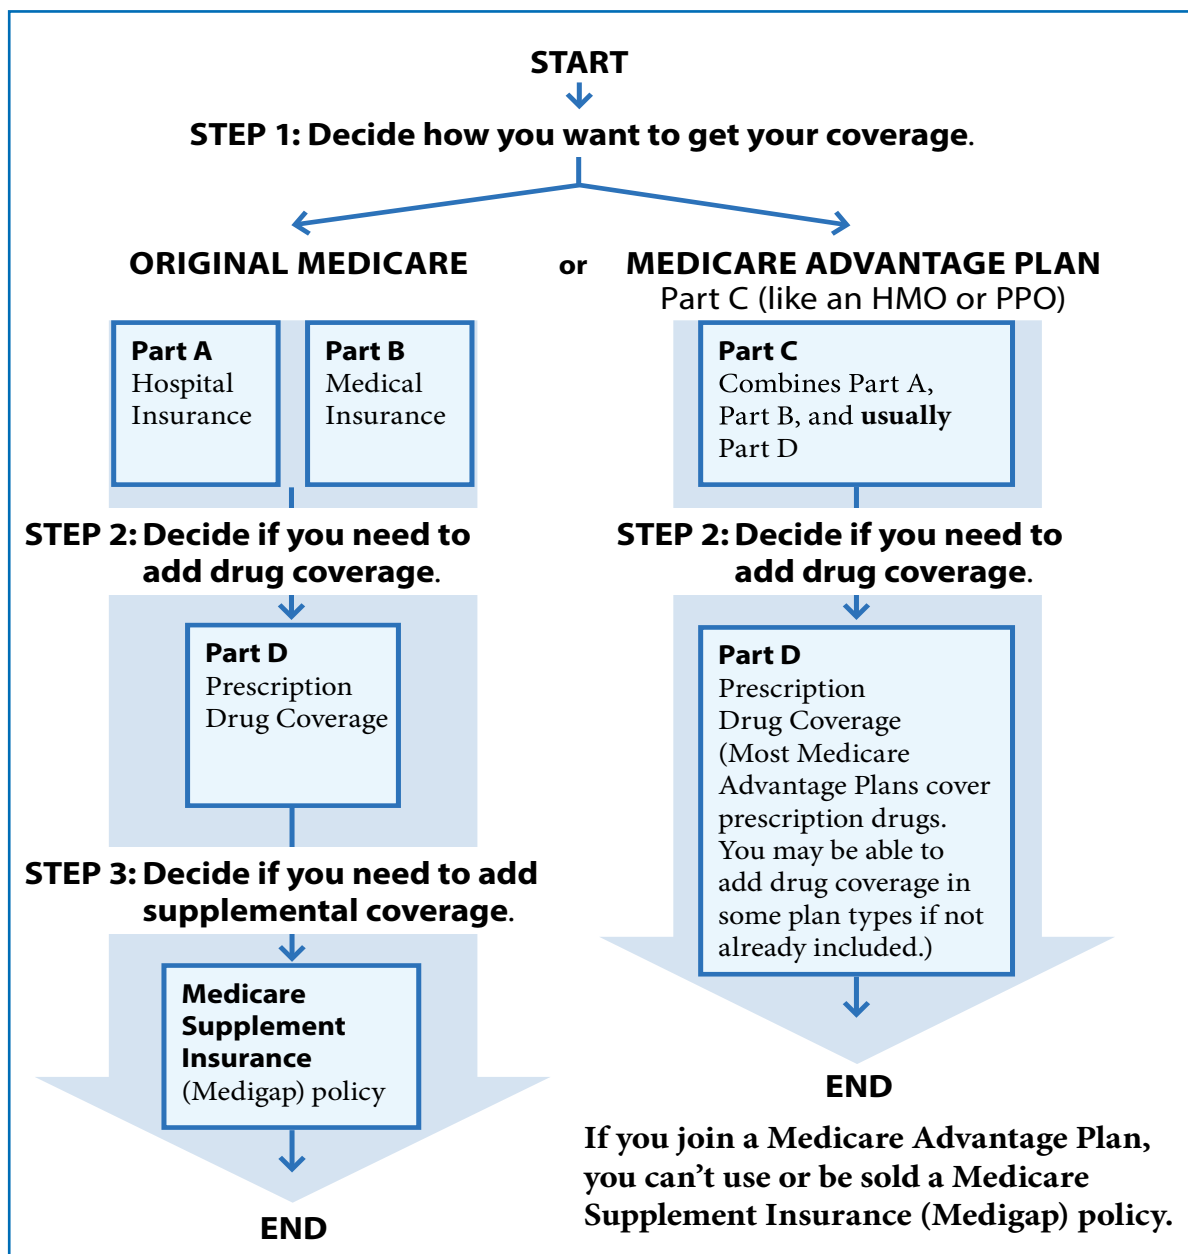 START
STEP 1: Decide how you want to get your coverage.
ORIGINAL MEDICARE
or
MEDICARE ADVANTAGE PLAN
Part C (like an HMO or PPO)
Part A
Hospital
Insurance
Part B
Medical
Insurance
STEP 2: Decide if you need to
add drug coverage.
Part D
Prescription
Drug Coverage
STEP 3: Decide if you need to add
supplemental coverage.
Medicare
Supplement
Insurance
(Medigap) policy
END
Part C
Combines Part A,
Part B, and usually
Part D
STEP 2: Decide if you need to
add drug coverage.
Part D
Prescription
Drug Coverage
(Most Medicare
Advantage Plans cover
prescription drugs.
You may be able to
add drug coverage in
some plan types if not
already included.)
END
If you join a Medicare Advantage Plan,
you can’t use or be sold a Medicare
Supplement Insurance (Medigap) policy.